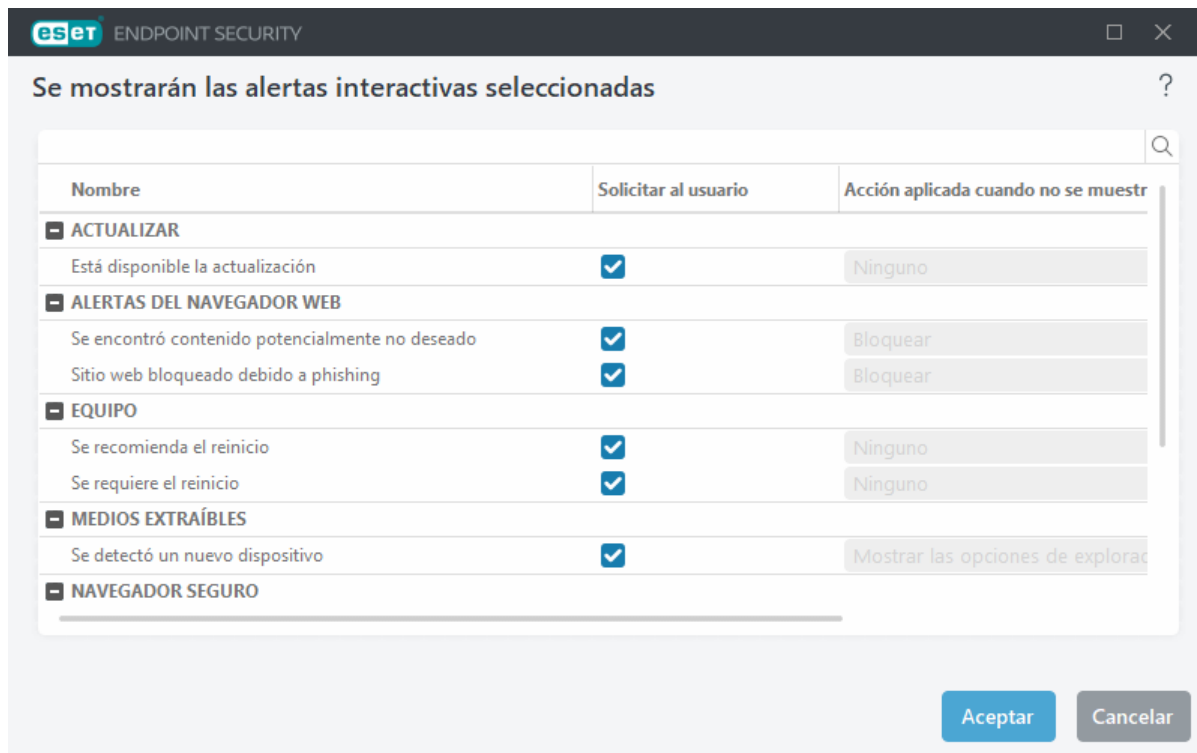 eset ENDPOINT SECURITY
Se mostrarán las alertas interactivas seleccionadas
?
Nombre Solicitar al usuario Acción aplicada cuando no se muestr
ACTUALIZAR
Está disponible la actualización Ninguno
ALERTAS DEL NAVEGADOR WEB
Se encontró contenido potencialmente no deseado Bloquear
Sitio web bloqueado debido a phishing Bloquear
EQUIPO
Se recomienda el reinicio Ninguno
Se requiere el reinicio Ninguno
MEDIOS EXTRAÍBLES
Se detectó un nuevo dispositivo Mostrar las opciones de explorac
NAVEGADOR SEGURO
Aceptar Cancelar